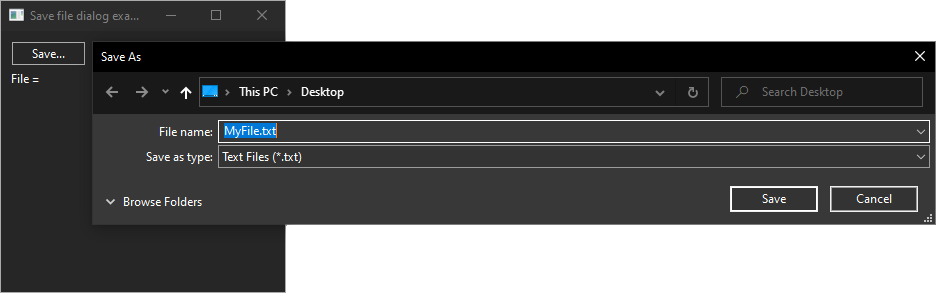 Save file dialog exa...
Save...
File =
Save As
This PC > Desktop
Search Desktop
File name: MyFile.txt
Save as type: Text Files (*.txt)
Browse Folders
Save
Cancel